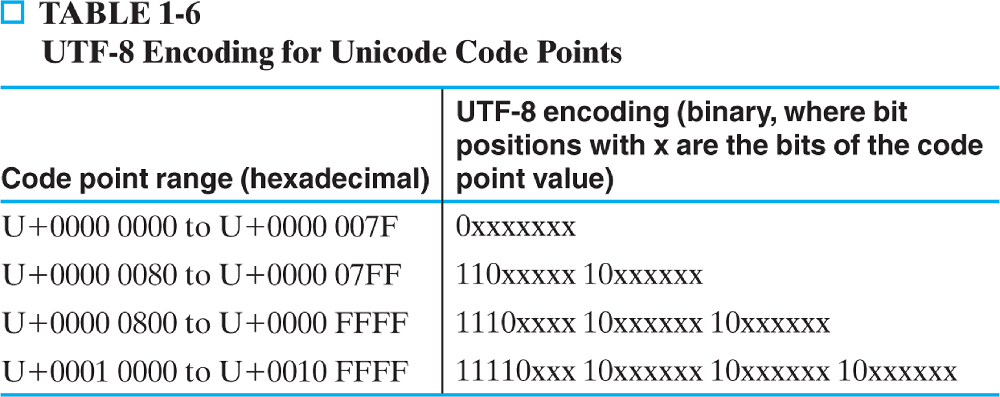 TABLE 1-6
UTF-8 Encoding for Unicode Code Points
Code point range (hexadecimal)
UTF-8 encoding (binary, where bit
positions with x are the bits of the code
point value)
U+0000 0000 to U+0000 007F 0xxxxxxx
U+0000 0080 to U+0000 07FF 110xxxxx 10xxxxxx
U+0000 0800 to U+0000 FFFF 1110xxxx 10xxxxxx 10xxxxxx
U+0001 0000 to U+0010 FFFF 11110xxx 10xxxxxx 10xxxxxx 10xxxxxx